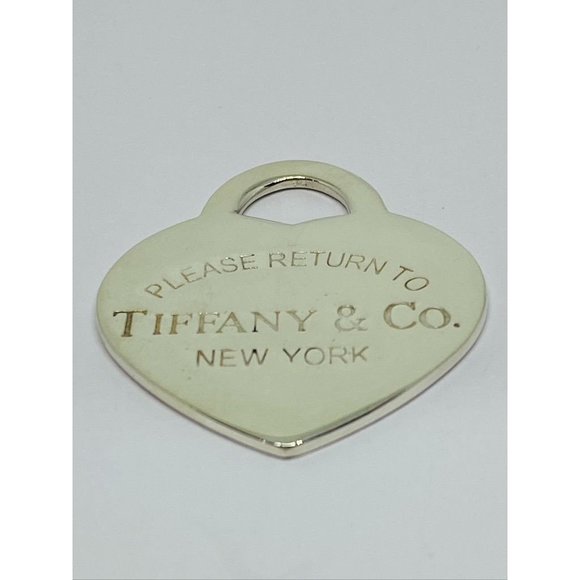 PLEASE RETURN TO
TIFFANY & CO.
NEW YORK